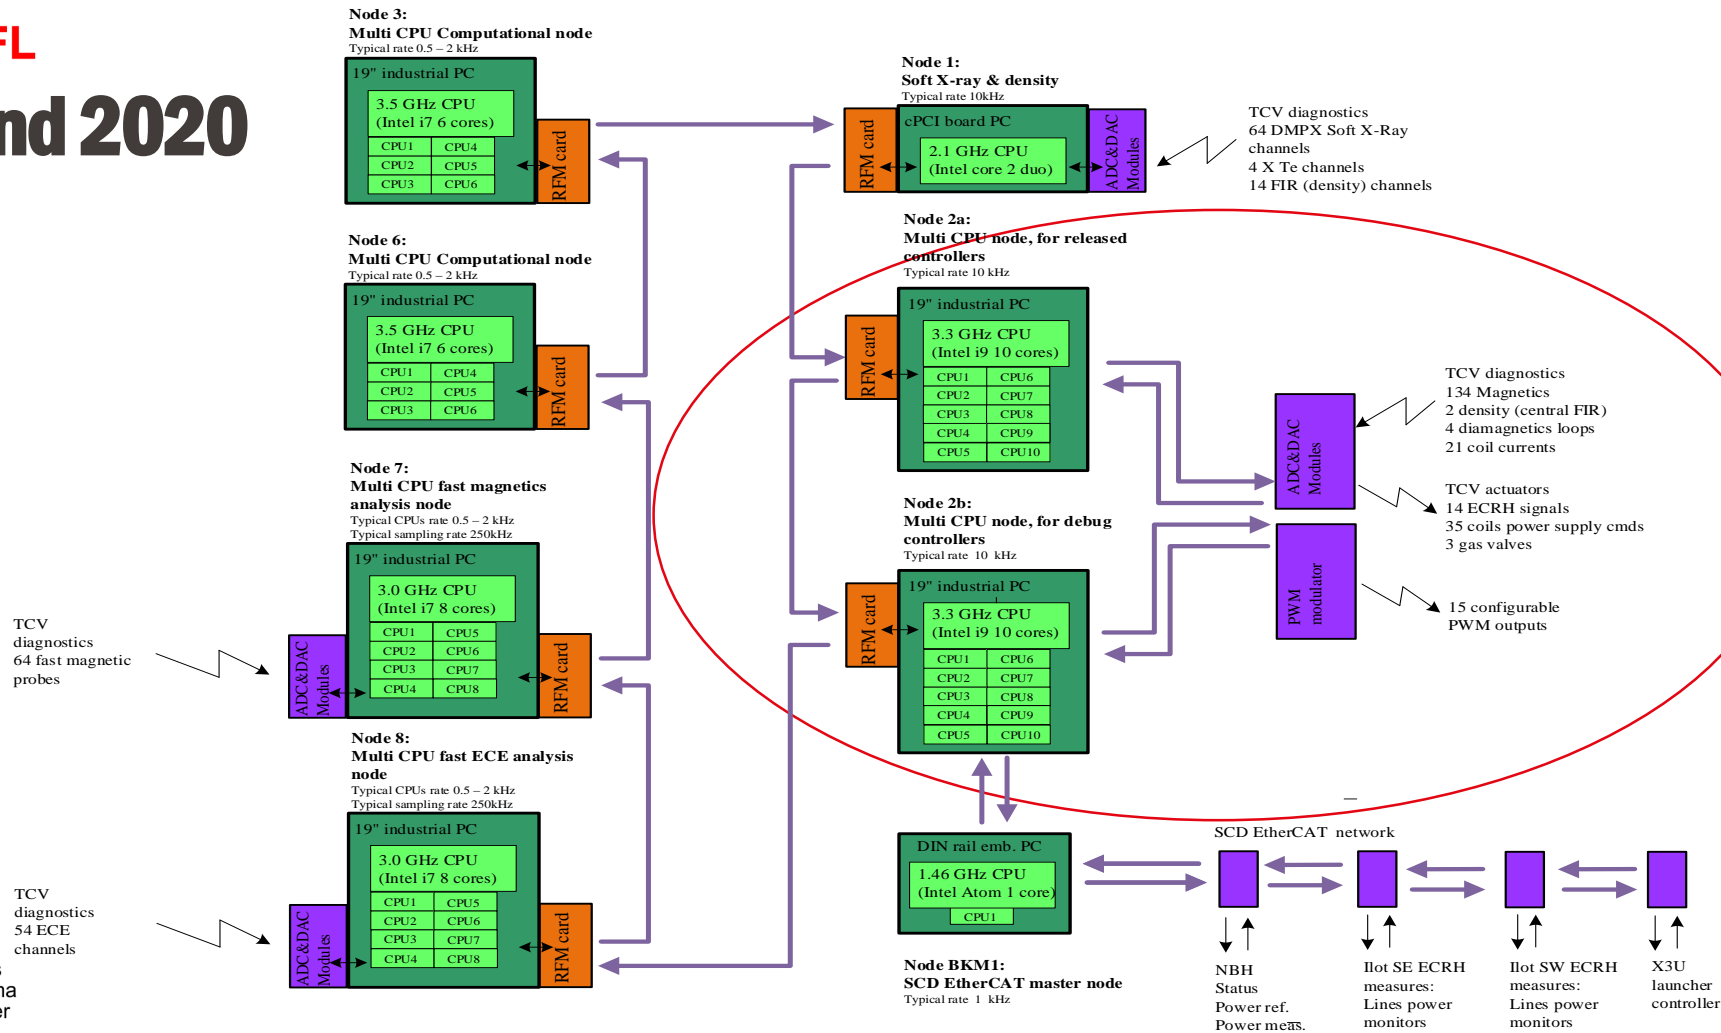 FL
nd 2020
Node 3:
Multi CPU Computational node
Typical rate 0.5 – 2 kHz
19" industrial PC
3.5 GHz CPU
(Intel i7 6 cores)
CPU1 CPU4
CPU2 CPU5
CPU3 CPU6
RFM card
Node 6:
Multi CPU Computational node
Typical rate 0.5 – 2 kHz
19" industrial PC
3.5 GHz CPU
(Intel i7 6 cores)
CPU1 CPU4
CPU2 CPU5
CPU3 CPU6
RFM card
Node 7:
Multi CPU fast magnetics
analysis node
Typical CPUs rate 0.5 – 2 kHz
Typical sampling rate 250kHz
19" industrial PC
3.0 GHz CPU
(Intel i7 8 cores)
CPU1 CPU5
CPU2 CPU6
CPU3 CPU7
CPU4 CPU8
ADC&DAC
Modules
RFM card
TCV
diagnostics
64 fast magnetic
probes
Node 8:
Multi CPU fast ECE analysis
node
Typical CPUs rate 0.5 – 2 kHz
Typical sampling rate 250kHz
19" industrial PC
3.0 GHz CPU
(Intel i7 8 cores)
CPU1 CPU5
CPU2 CPU6
CPU3 CPU7
CPU4 CPU8
ADC&DAC
Modules
RFM card
TCV
diagnostics
54 ECE
channels
s
na
er
Node 1:
Soft X-ray & density
Typical rate 10kHz
RFM card
cPCI board PC
2.1 GHz CPU
(Intel core 2 duo)
ADC&DAC
Modules
TCV diagnostics
64 DMPX Soft X-Ray
channels
4 X Te channels
14 FIR (density) channels
Node 2a:
Multi CPU node, for released
controllers
Typical rate 10 kHz
RFM card
19" industrial PC
3.3 GHz CPU
(Intel i9 10 cores)
CPU1 CPU6
CPU2 CPU7
CPU3 CPU8
CPU4 CPU9
CPU5 CPU10
ADC&DAC
Modules
TCV diagnostics
134 Magnetics
2 density (central FIR)
4 diamagnetics loops
21 coil currents
TCV actuators
14 ECRH signals
35 coils power supply cmds
3 gas valves
Node 2b:
Multi CPU node, for debug
controllers
Typical rate 10 kHz
RFM card
19" industrial PC
3.3 GHz CPU
(Intel i9 10 cores)
CPU1 CPU6
CPU2 CPU7
CPU3 CPU8
CPU4 CPU9
CPU5 CPU10
PWM
modulator
15 configurable
PWM outputs
DIN rail emb. PC
1.46 GHz CPU
(Intel Atom 1 core)
CPU1
Node BKM1:
SCD EtherCAT master node
Typical rate 1 kHz
SCD EtherCAT network
NBH
Status
Power ref.
Power meas.
Ilot SE ECRH
measures:
Lines power
monitors
Ilot SW ECRH
measures:
Lines power
monitors
X3U
launcher
controller